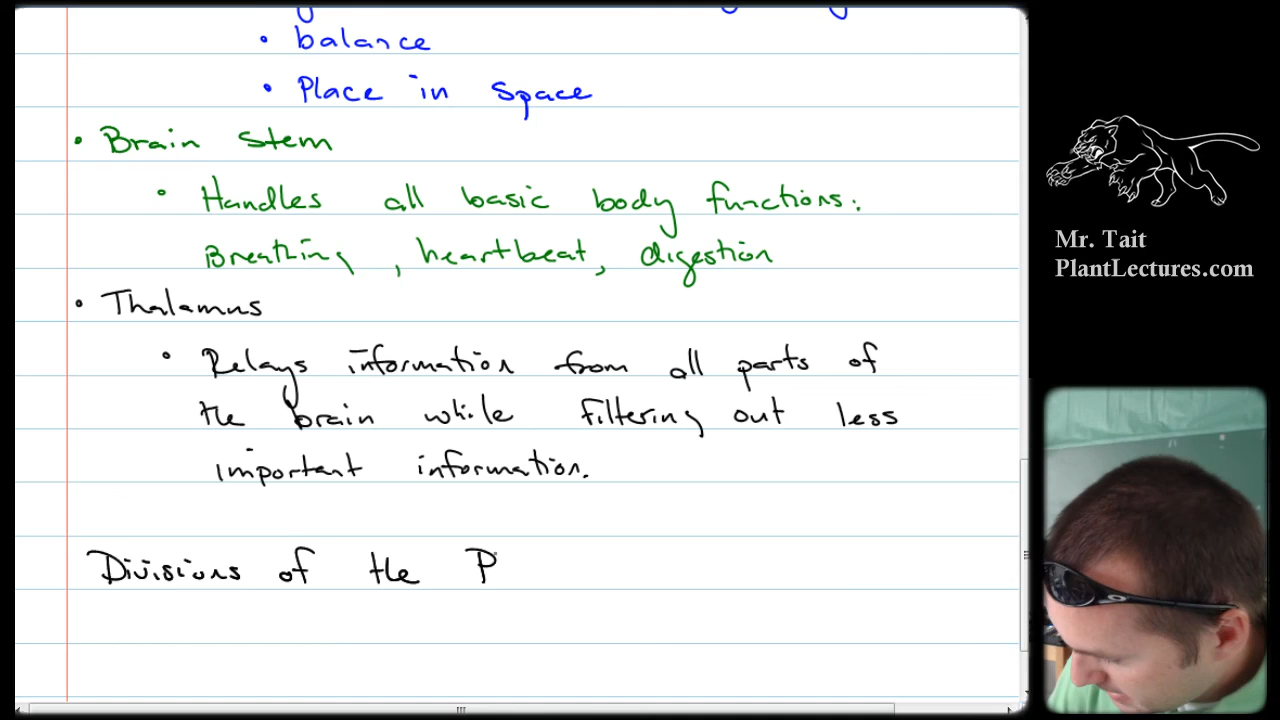 • balance
• Place in space
• Brain stem
• Handles all basic body functions:
Breathing, heartbeat, digestion
• Thalamus
• Relays information from all parts of
the brain while filtering out less
important information.
Divisions of the P
Mr. Tait
PlantLectures.com